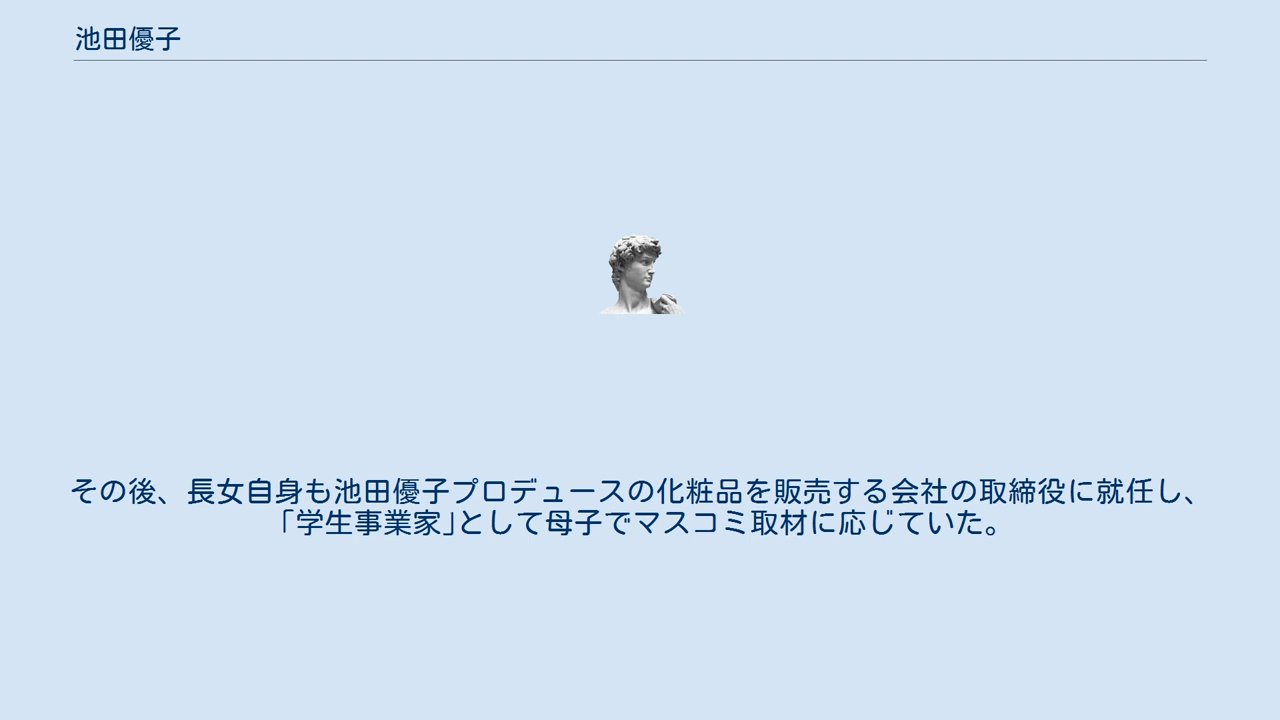 池田優子
その後、長女自身も池田優子プロデュースの化粧品を販売する会社の取締役に就任し、
｢学生事業家｣として母子でマスコミ取材に応じていた。